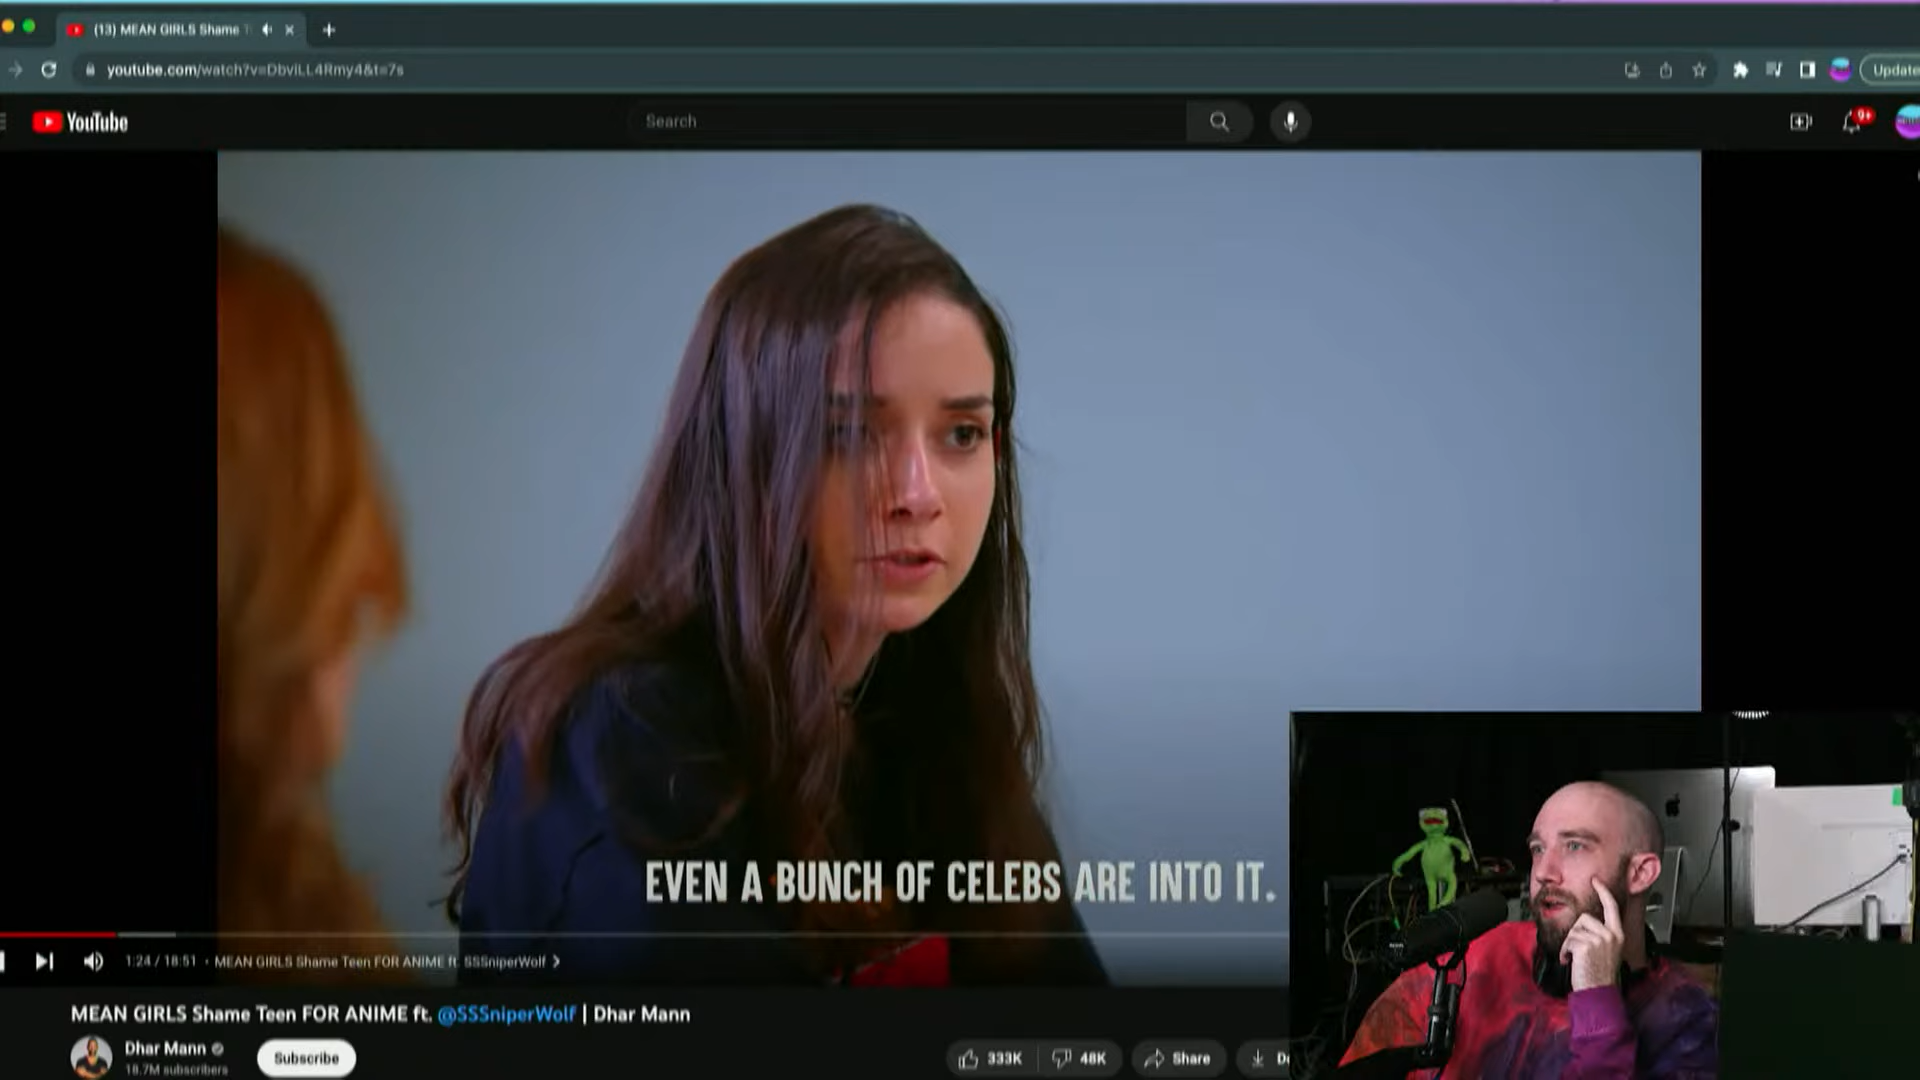 (13) MEAN GIRLS Shame
youtube.com/watch?v=DbviLL4Rmy4&t=7s
Update
YouTube
Search
9+
EVEN A BUNCH OF CELEBS ARE INTO IT.
1:24 / 18:51 • MEAN GIRLS Shame Teen FOR ANIME ft. SSSniperWolf
MEAN GIRLS Shame Teen FOR ANIME ft. @SSSniperWolf | Dhar Mann
Dhar Mann
18.7M subscribers
Subscribe
333K
48K
Share